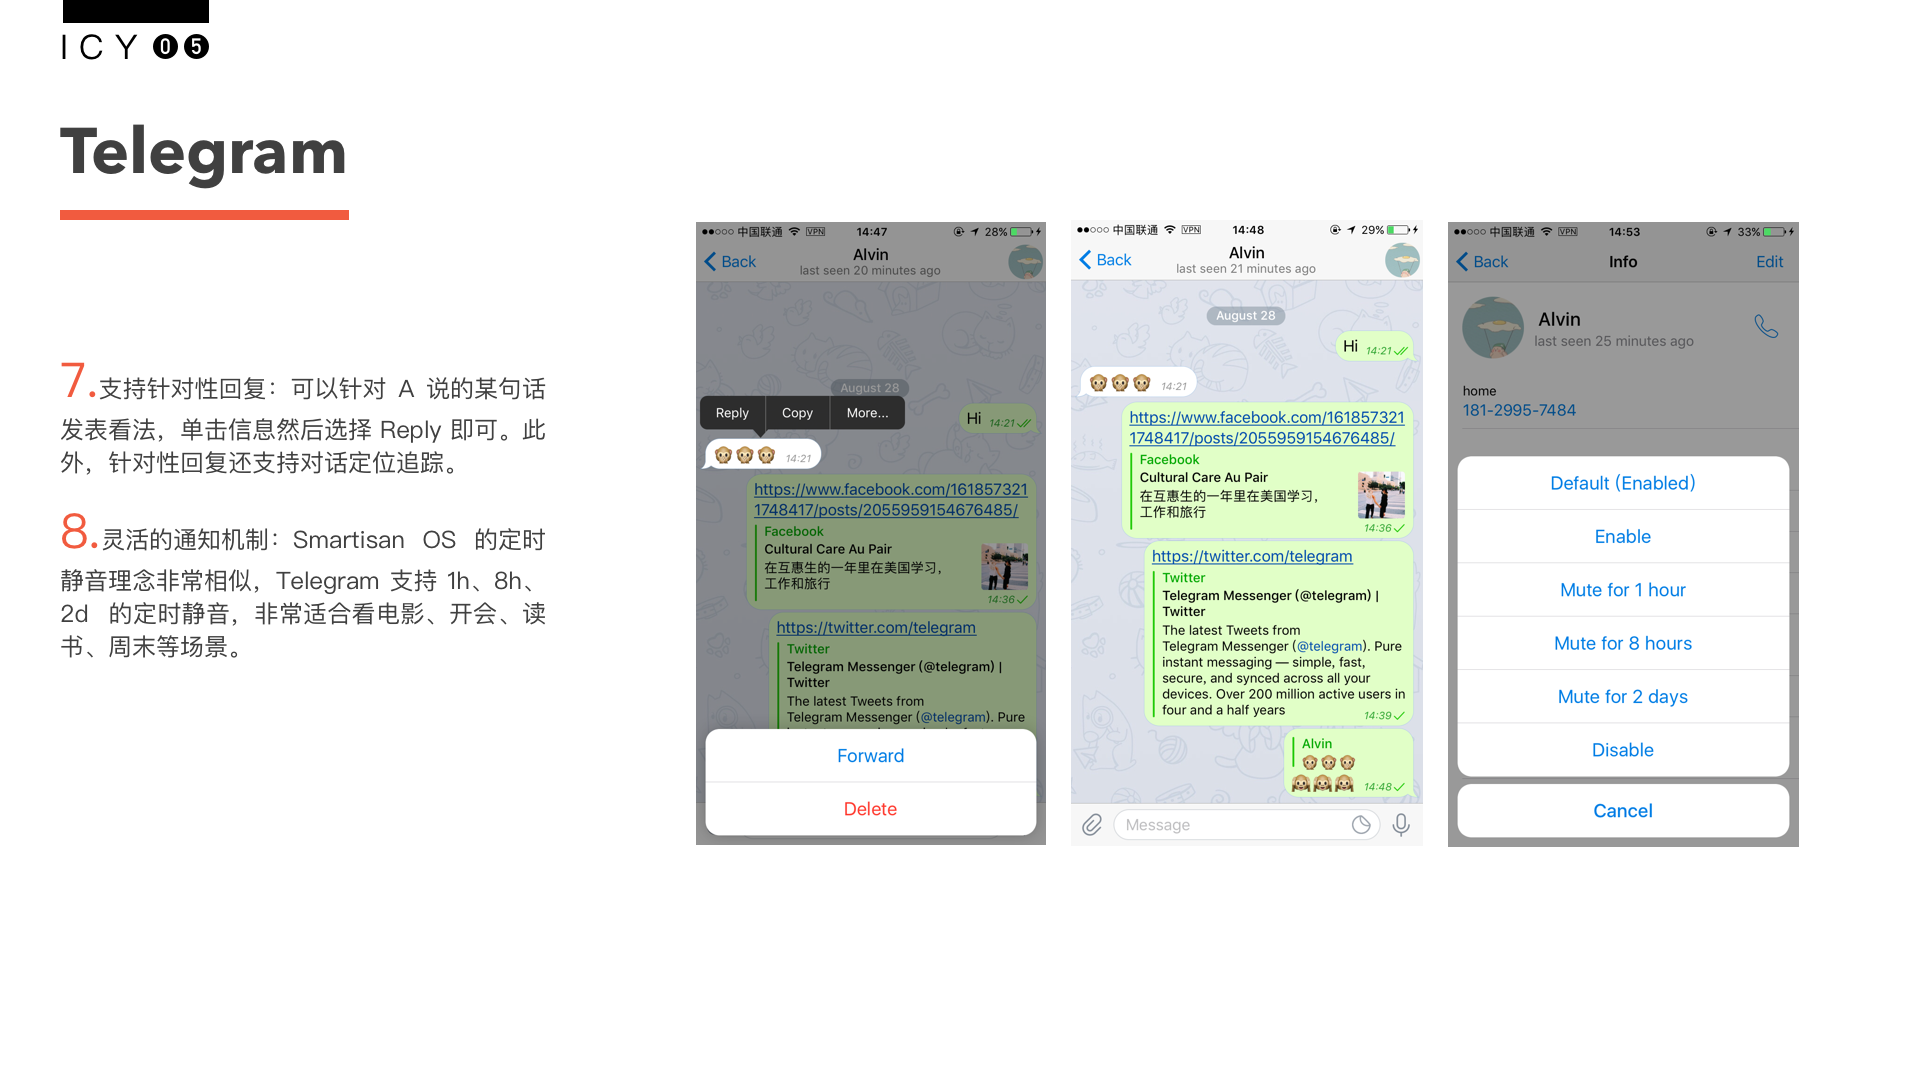 ICY 05
Telegram
7.支持针对性回复：可以针对 A 说的某句话
发表看法，单击信息然后选择 Reply 即可。此
外，针对性回复还支持对话定位追踪。
8.灵活的通知机制：Smartisan OS 的定时
静音理念非常相似，Telegram 支持 1h、8h、
2d 的定时静音，非常适合看电影、开会、读
书、周末等场景。
中国联通 VPN 14:47 28%
Back Alvin
last seen 20 minutes ago
August 28
Reply Copy More...
Hi 14:21
14:21
https://www.facebook.com/161857321
1748417/posts/2055959154676485/
Facebook
Cultural Care Au Pair
在互惠生的一年里在美国学习，
工作和旅行
14:36
https://twitter.com/telegram
Twitter
Telegram Messenger (@telegram) |
Twitter
The latest Tweets from
Telegram Messenger (@telegram). Pure
Forward
Delete
中国联通 VPN 14:48 29%
Back Alvin
last seen 21 minutes ago
August 28
Hi 14:21
14:21
https://www.facebook.com/161857321
1748417/posts/2055959154676485/
Facebook
Cultural Care Au Pair
在互惠生的一年里在美国学习，
工作和旅行
14:36
https://twitter.com/telegram
Twitter
Telegram Messenger (@telegram) |
Twitter
The latest Tweets from
Telegram Messenger (@telegram). Pure
instant messaging — simple, fast,
secure, and synced across all your
devices. Over 200 million active users in
four and a half years
14:39
Alvin
14:48
Message
中国联通 VPN 14:53 33%
Back Info Edit
Alvin
last seen 25 minutes ago
home
181-2995-7484
Default (Enabled)
Enable
Mute for 1 hour
Mute for 8 hours
Mute for 2 days
Disable
Cancel